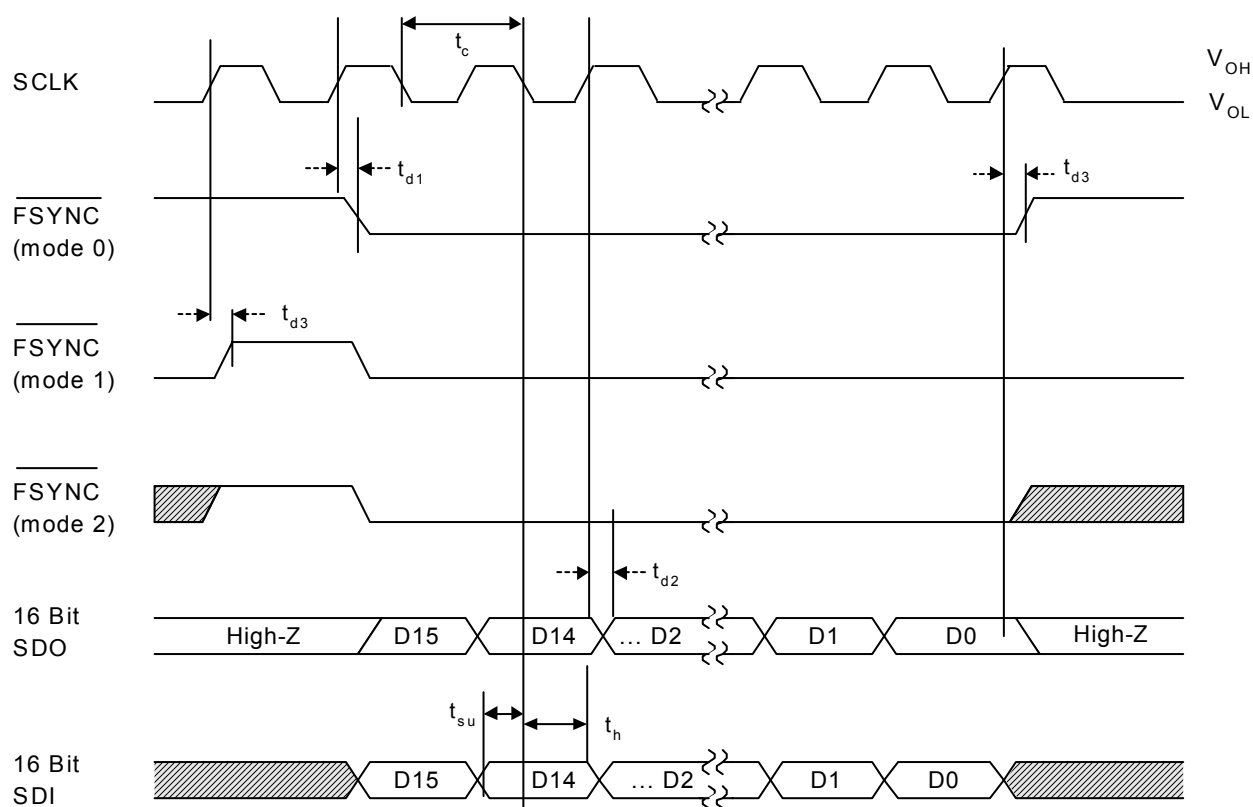 t_c
SCLK
V_OH
V_OL
t_d1
t_d3
FSYNC
(mode 0)
t_d3
FSYNC
(mode 1)
FSYNC
(mode 2)
t_d2
16 Bit
SDO
High-Z D15 D14 ... D2 D1 D0 High-Z
t_su t_h
16 Bit
SDI
D15 D14 ... D2 D1 D0